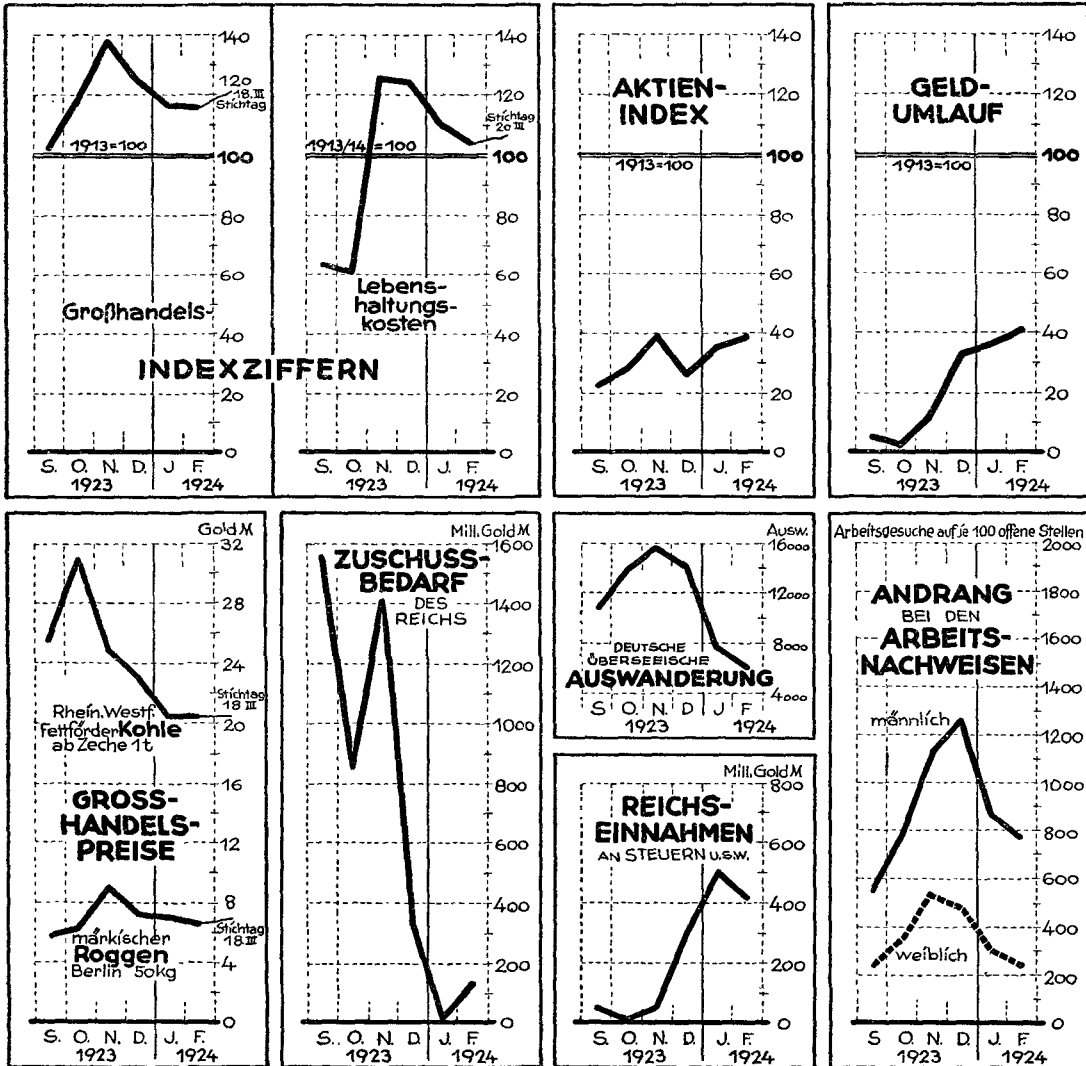 140
120
18.III
Stichtag
1913=100
100
80
60
Großhandels-
40
20
0
S. O. N. D. J F.
1923 1924
INDEXZIFFERN
140
120
Stichtag
20 III
1913/14=100
100
80
60
Lebens-
haltungs-
kosten
40
20
0
S. O. N. D. J. F.
1923 1924
140
120
AKTIEN-
INDEX
100
1913=100
80
60
40
20
0
S. O. N. D. J F
1923 1924
140
120
GELD-
UMLAUF
100
1913=100
80
60
40
20
0
S. O N. D. J F.
1923 1924
Gold M
32
28
24
Stichtag
18 III
20
Rhein. Westf.
Fettförder Kohle
ab Zeche 1t
16
GROSS-
HANDELS-
PREISE
12
8
Stichtag
18 III
märkischer
Roggen
Berlin 50kg
4
0
S. O. N. D. J. F.
1923 1924
Mill. Gold M
1600
ZUSCHUSS-
BEDARF
DES
REICHS
1400
1200
1000
800
600
400
200
0
S. O. N D. J. F.
1923 1924
Ausw.
16000
12000
DEUTSCHE
ÜBERSEEISCHE
AUSWANDERUNG
8000
4000
S O N D J F
1923 1924
Mill. Gold M
800
REICHS-
EINNAHMEN
AN STEUERN u.s.w.
600
400
200
0
S. O. N. D. J F.
1923 1924
Arbeitsgesuche auf je 100 offene Stellen
2000
1800
ANDRANG
BEI DEN
ARBEITS-
NACHWEISEN
1600
1400
männlich
1200
1000
800
600
400
weiblich
200
0
S O. N. D. J F
1923 1924